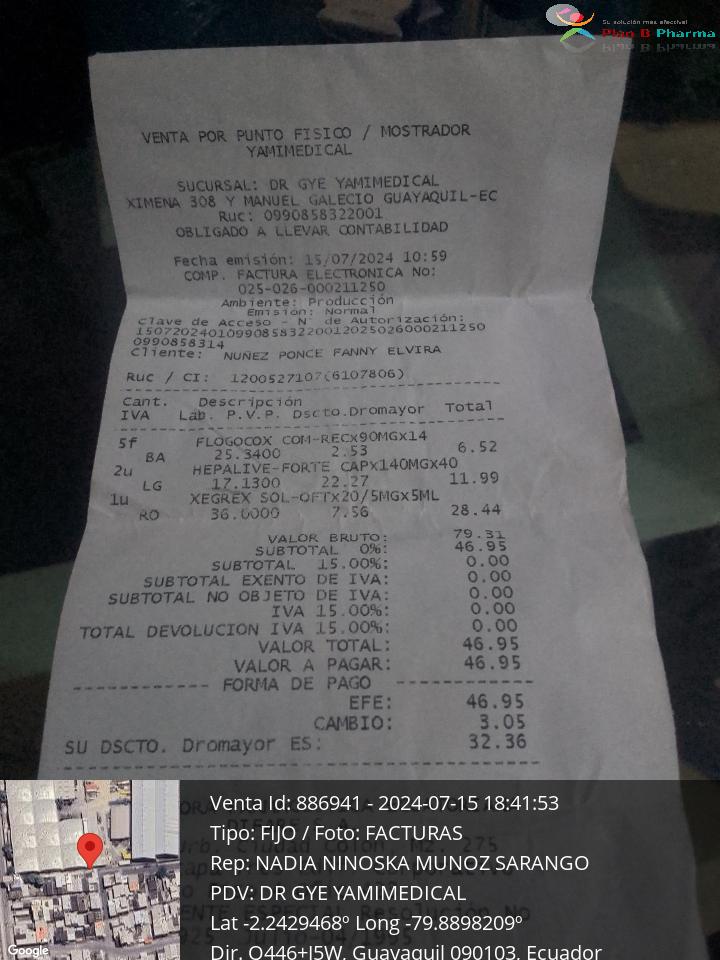 Su solución más efectiva!
Plan B Pharma
VENTA POR PUNTO FISICO / MOSTRADOR
YAMIMEDICAL
SUCURSAL: DR GYE YAMIMEDICAL
XIMENA 308 Y MANUEL GALECIO GUAYAQUIL-EC
Ruc: 0990858322001
OBLIGADO A LLEVAR CONTABILIDAD
Fecha emisión: 15/07/2024 10:59
COMP. FACTURA ELECTRONICA No:
025-026-000211250
Ambiente: Producción
Emisión: Normal
Clave de Acceso - N° de Autorización:
150720240109908583220012025026000211250
0990858314
Cliente: NUÑEZ PONCE FANNY ELVIRA
Ruc / CI: 1200527107(6107806)
Cant. Descripción
IVA Lab. P.V.P. Dscto.Dromayor Total
5f FLOGOCOX COM-RECx90MGx14
BA 25.3400 2.53 6.52
2u HEPALIVE-FORTE CAPx140MGx40
LG 17.1300 22.27 11.99
1u XEGREX SOL-OFTx20/5MGx5ML
RO 36.0000 7.56 28.44
VALOR BRUTO: 79.31
SUBTOTAL 0%: 46.95
SUBTOTAL 15.00%: 0.00
SUBTOTAL EXENTO DE IVA: 0.00
SUBTOTAL NO OBJETO DE IVA: 0.00
IVA 15.00%: 0.00
TOTAL DEVOLUCION IVA 15.00%: 0.00
VALOR TOTAL: 46.95
VALOR A PAGAR: 46.95
FORMA DE PAGO
EFE: 46.95
CAMBIO: 3.05
SU DSCTO. Dromayor ES: 32.36
Venta Id: 886941 - 2024-07-15 18:41:53
Tipo: FIJO / Foto: FACTURAS
Rep: NADIA NINOSKA MUNOZ SARANGO
PDV: DR GYE YAMIMEDICAL
Lat -2.2429468º Long -79.8898209º
Dir. Q446+J5W, Guayaquil 090103, Ecuador
Google